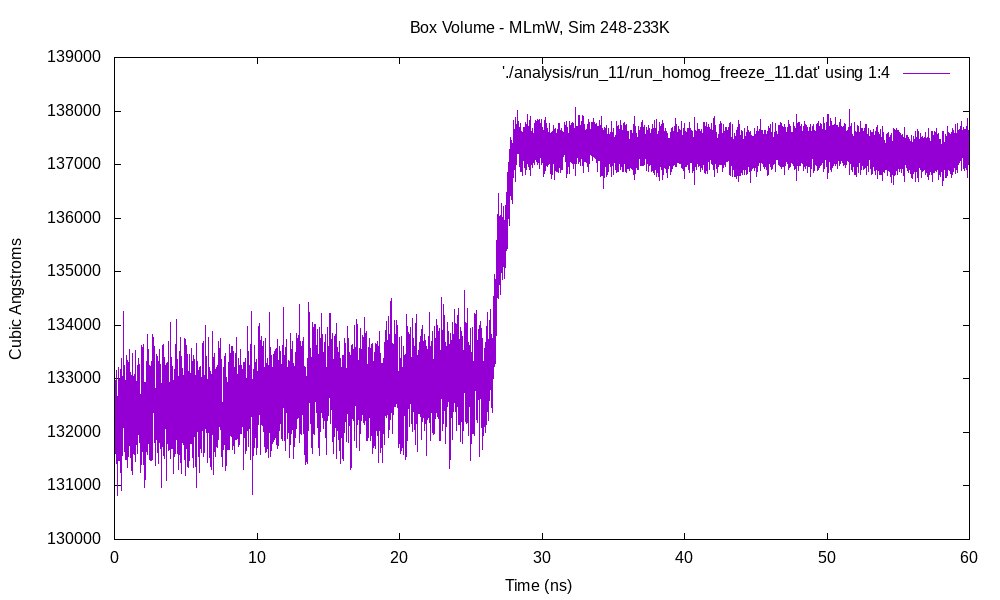 Box Volume - MLmW, Sim 248-233K
'./analysis/run_11/run_homog_freeze_11.dat' using 1:4
139000
138000
137000
136000
135000
134000
133000
132000
131000
130000
Cubic Angstroms
0 10 20 30 40 50 60
Time (ns)